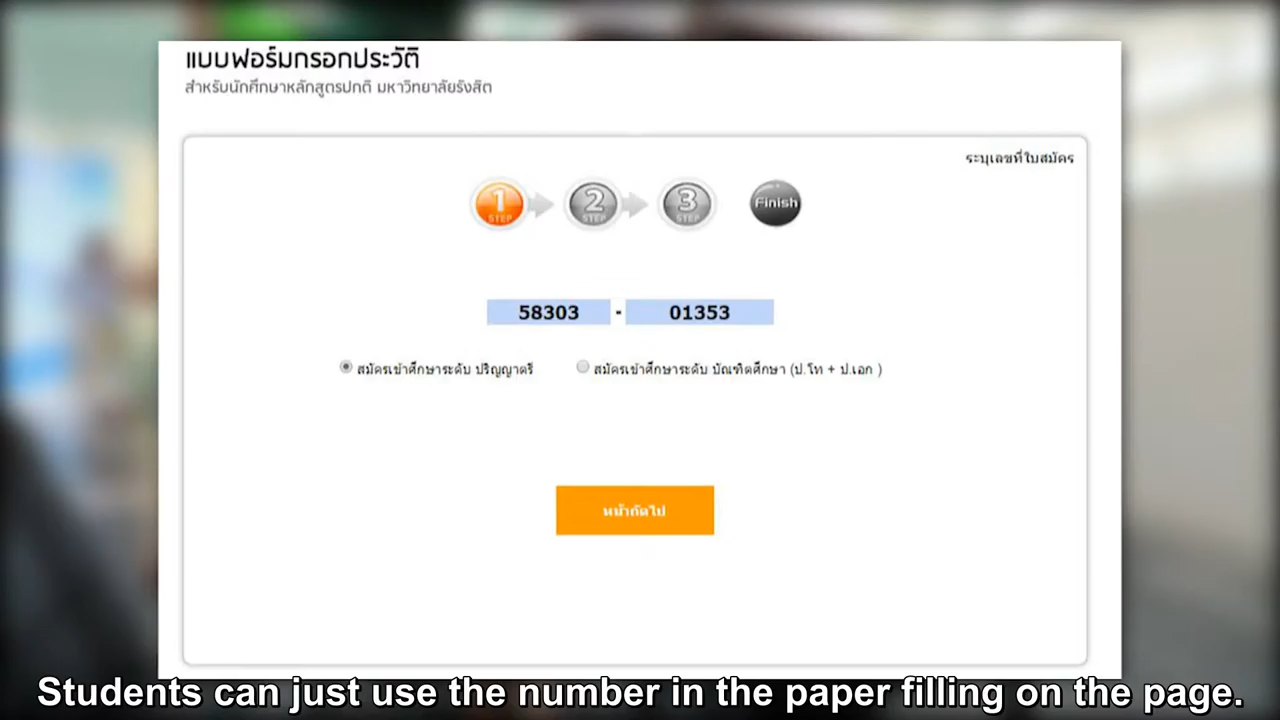 แบบฟอร์มกรอกประวัติ
สำหรับนักศึกษาหลักสูตรปกติ มหาวิทยาลัยรังสิต
ระบุเลขที่ใบสมัคร
1 STEP 2 STEP 3 STEP Finish
58303 - 01353
สมัครเข้าศึกษาระดับ ปริญญาตรี สมัครเข้าศึกษาระดับ บัณฑิตศึกษา (ป.โท + ป.เอก )
หน้าถัดไป
Students can just use the number in the paper filling on the page.